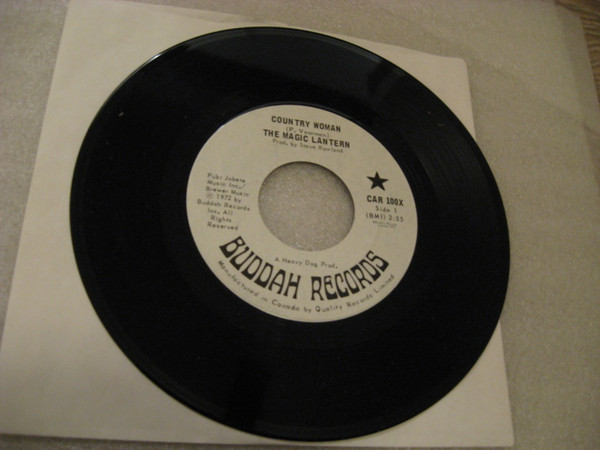 COUNTRY WOMAN
(P. Vearncen)
THE MAGIC LANTERN
Prod. by Steve Rowland
Pub: Jobete
Music Inc./
Brewer Music
Ⓟ 1972 by
Buddah Records
Inc. All
Rights
Reserved
★
CAR 100X
Side 1
(BMI) 2:55
A Heavy Dog Prod.
BUDDAH RECORDS
Manufactured in Canada by Quality Records Limited